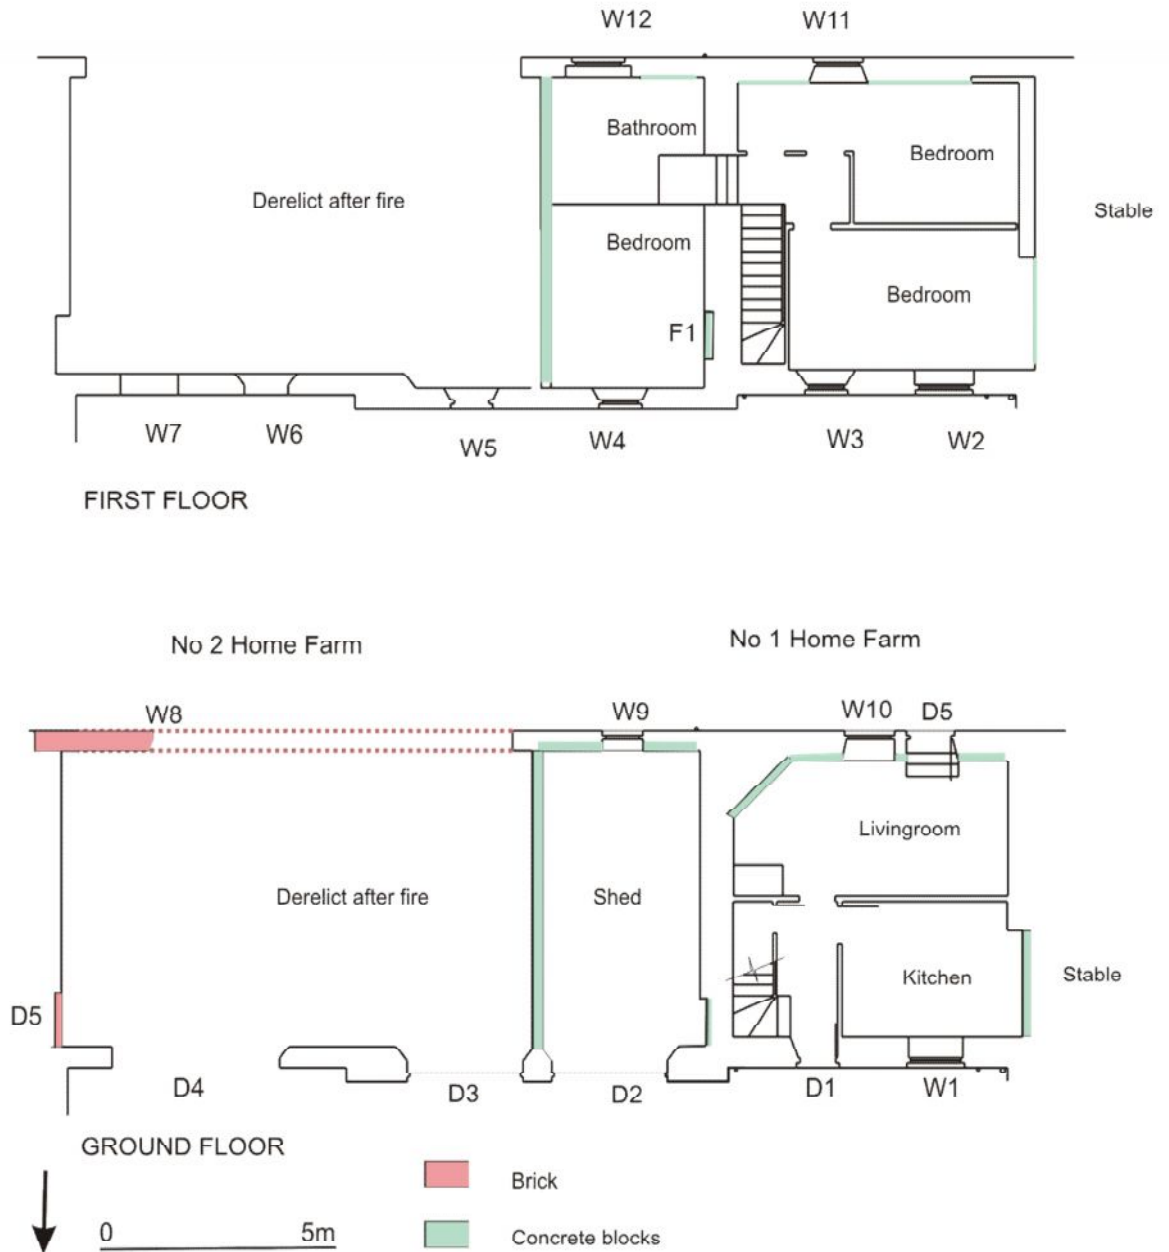 W12 W11
Bathroom
Bedroom
Derelict after fire
Stable
Bedroom
Bedroom
F1
W7 W6 W5 W4 W3 W2
FIRST FLOOR
No 2 Home Farm No 1 Home Farm
W8 W9 W10 D5
Livingroom
Derelict after fire Shed
Kitchen Stable
D5
D4 D3 D2 D1 W1
GROUND FLOOR
Brick
0 5m
Concrete blocks